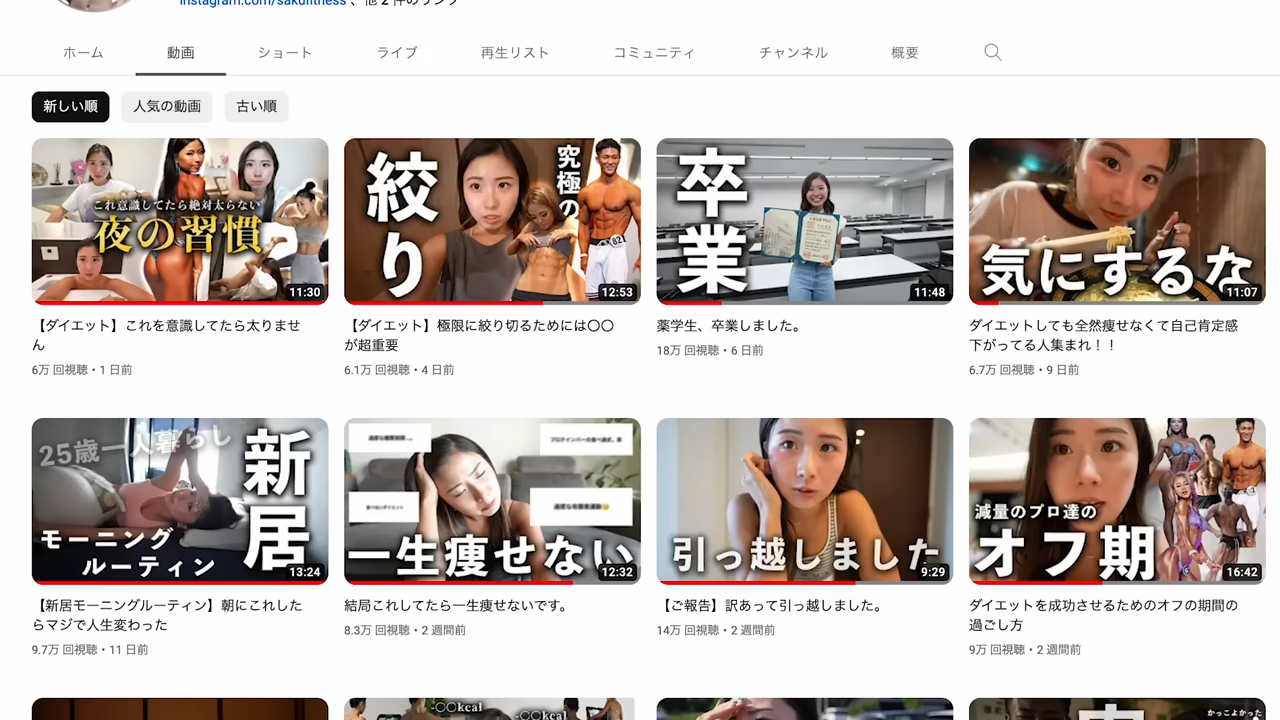 instagram.com/sakufitness 、他 2 件のリンク
ホーム
動画
ショート
ライブ
再生リスト
コミュニティ
チャンネル
概要
新しい順
人気の動画
古い順
これ意識してたら絶対太らない
夜の習慣
11:30
絞り
究極の
12:53
卒業
11:48
気にするな
11:07
【ダイエット】これを意識してたら太りませ
ん
6万 回視聴・1 日前
【ダイエット】極限に絞り切るためには〇〇
が超重要
6.1万 回視聴・4 日前
薬学生、卒業しました。
18万 回視聴・6 日前
ダイエットしても全然痩せなくて自己肯定感
下がってる人集まれ！！
6.7万 回視聴・9 日前
25歳一人暮らし
新居
モーニング
ルーティン
13:24
一生痩せない
12:32
引っ越しました
9:29
減量のプロ達の
オフ期
16:42
【新居モーニングルーティン】朝にこれした
らマジで人生変わった
9.7万 回視聴・11 日前
結局これしてたら一生痩せないです。
8.3万 回視聴・2 週間前
【ご報告】訳あって引っ越しました。
14万 回視聴・2 週間前
ダイエットを成功させるためのオフの期間の
過ごし方
9万 回視聴・2 週間前
-〇〇kcal
-〇〇kcal
かっこよかった